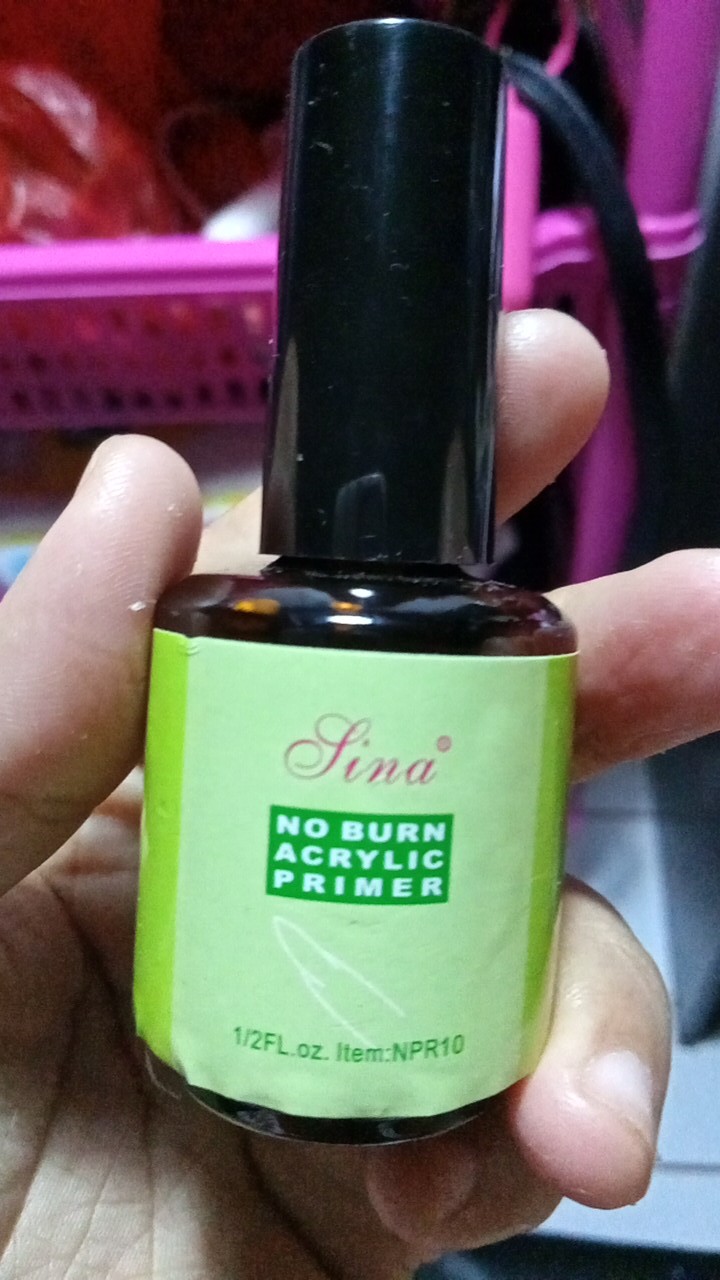 Sina®
NO BURN
ACRYLIC
PRIMER
1/2FL.oz. Item:NPR10